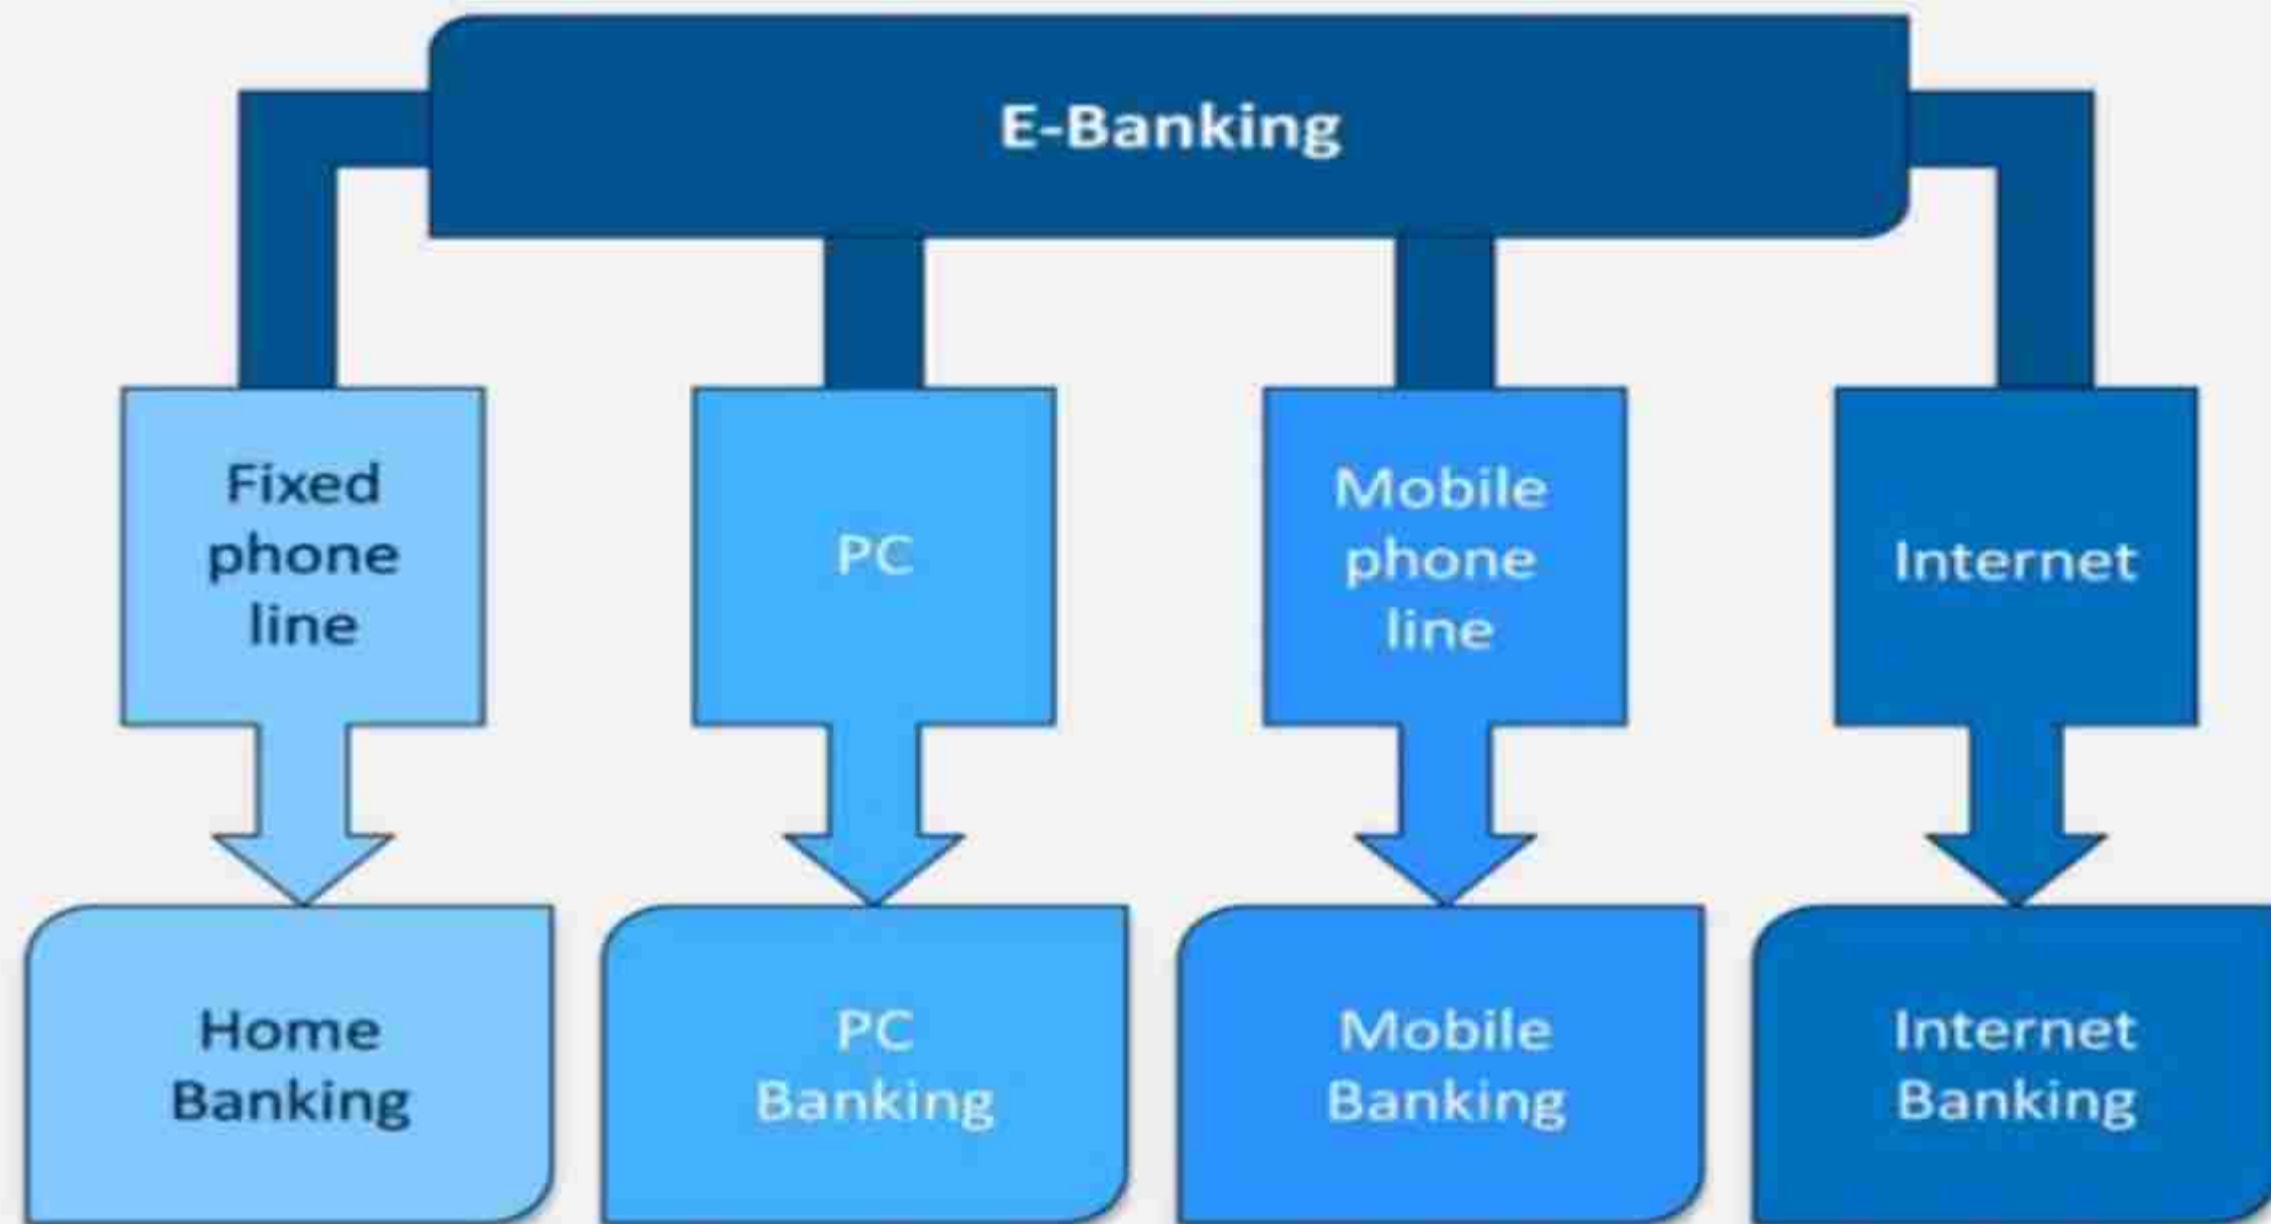 E-Banking
Fixed
phone
line
PC
Mobile
phone
line
Internet
Home
Banking
PC
Banking
Mobile
Banking
Internet
Banking